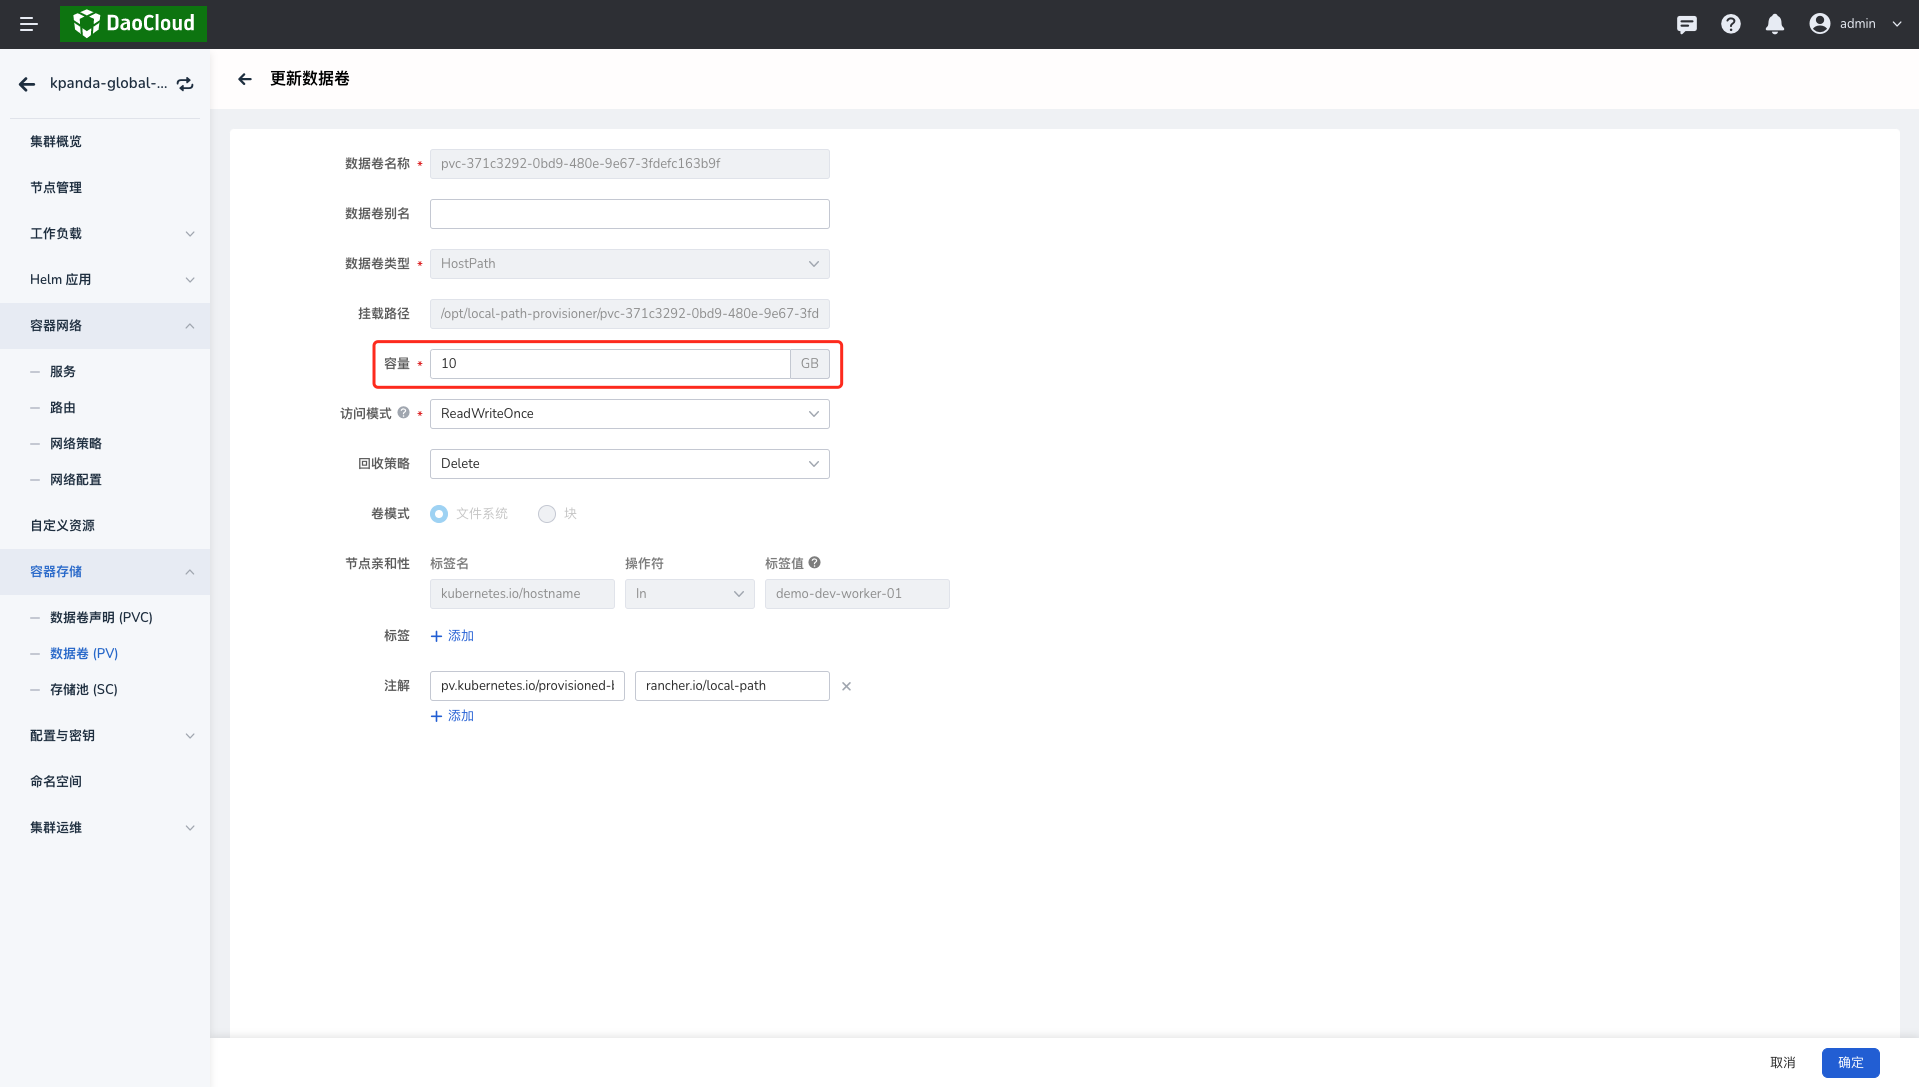 DaoCloud
admin
kpanda-global-...
更新数据卷
集群概览
节点管理
工作负载
Helm 应用
容器网络
服务
路由
网络策略
网络配置
自定义资源
容器存储
数据卷声明 (PVC)
数据卷 (PV)
存储池 (SC)
配置与密钥
命名空间
集群运维
数据卷名称 * pvc-371c3292-0bd9-480e-9e67-3fdefc163b9f
数据卷别名
数据卷类型 * HostPath
挂载路径 /opt/local-path-provisioner/pvc-371c3292-0bd9-480e-9e67-3fd
容量 * 10 GB
访问模式 * ReadWriteOnce
回收策略 Delete
卷模式 文件系统 块
节点亲和性 标签名 操作符 标签值
kubernetes.io/hostname In demo-dev-worker-01
标签 + 添加
注解 pv.kubernetes.io/provisioned- rancher.io/local-path
+ 添加
取消 确定